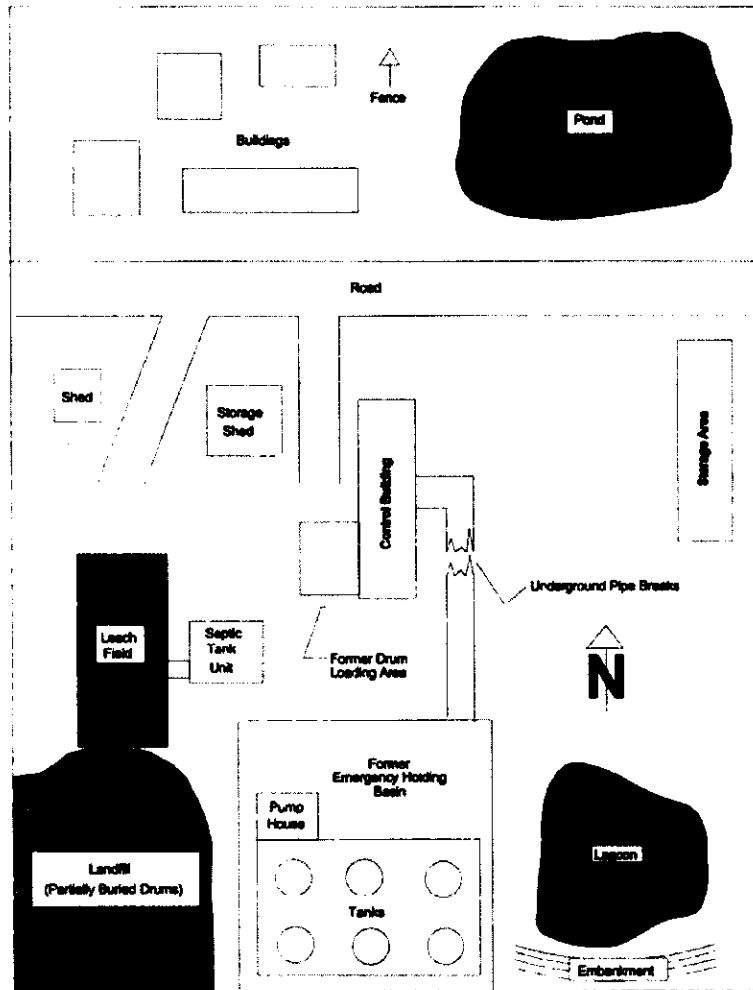 Fence
Pond
Buildings
Road
Shed
Storage
Shed
Control Building
Storage Area
Underground Pipe Breaks
Leach
Field
Septic
Tank
Unit
Former Drum
Loading Area
N
Former
Emergency Holding
Basin
Pump
House
Landfill
(Partially Buried Drums)
Tanks
Lagoon
Embankment